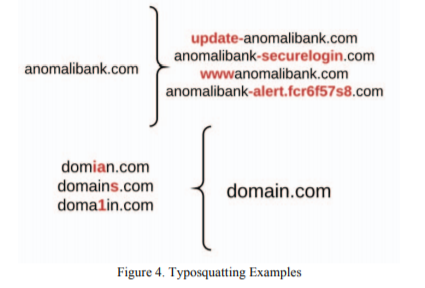 anomalibank.com
update-anomalibank.com
anomalibank-securelogin.com
wwwanomalibank.com
anomalibank-alert.fcr6f57s8.com
domian.com
domains.com
doma1in.com
domain.com
Figure 4. Typosquatting Examples